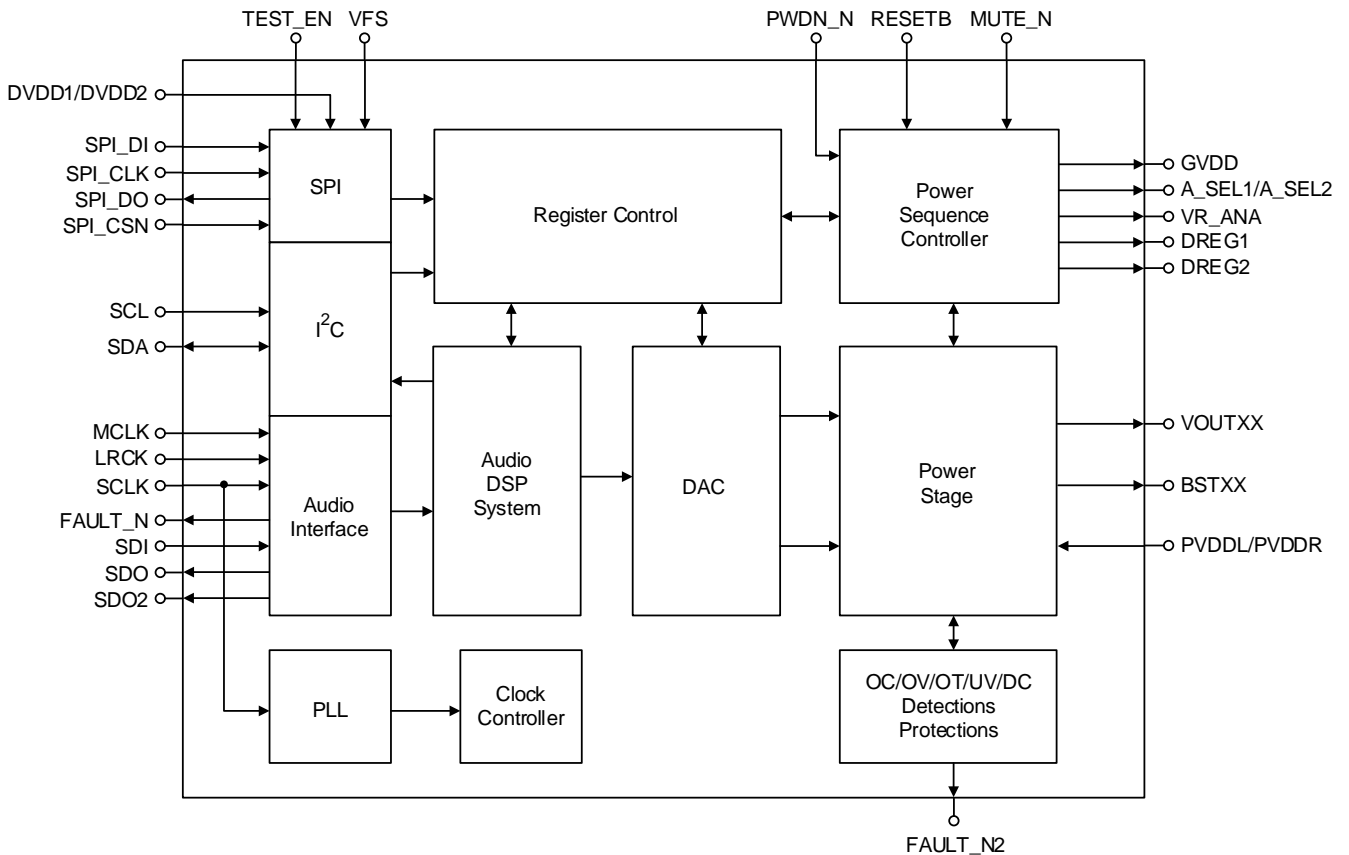 TEST_EN VFS
PWDN_N RESETB MUTE_N
DVDD1/DVDD2
SPI_DI
SPI_CLK
SPI_DO
SPI_CSN
SCL
SDA
MCLK
LRCK
SCLK
FAULT_N
SDI
SDO
SDO2
SPI
I²C
Audio
Interface
Register Control
Power
Sequence
Controller
Audio
DSP
System
DAC
Power
Stage
PLL
Clock
Controller
OC/OV/OT/UV/DC
Detections
Protections
GVDD
A_SEL1/A_SEL2
VR_ANA
DREG1
DREG2
VOUTXX
BSTXX
PVDDL/PVDDR
FAULT_N2